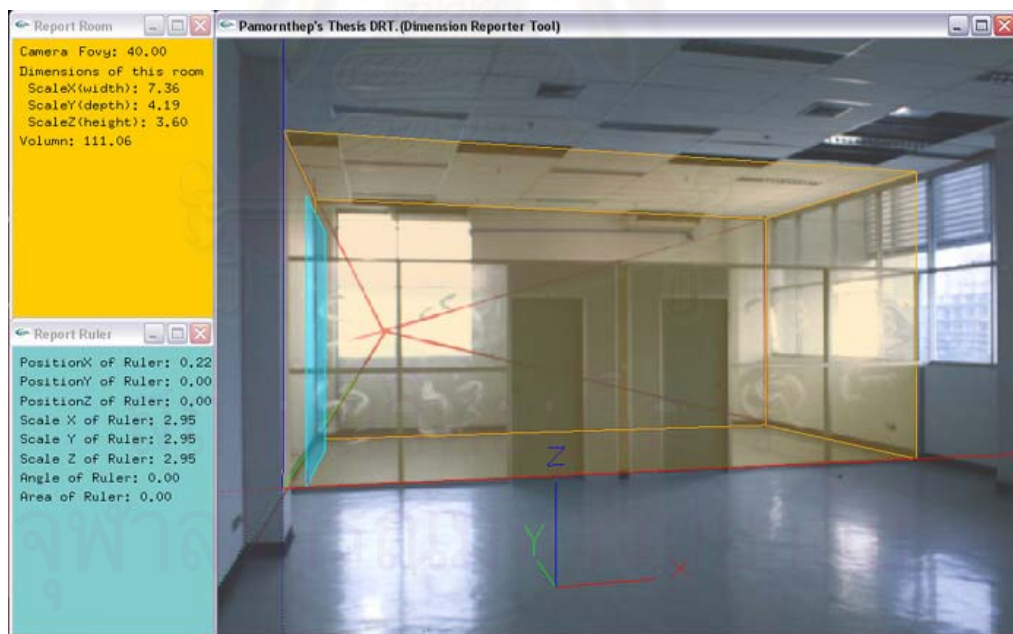 Report Room
Camera Fovy: 40.00
Dimensions of this room
ScaleX(width): 7.36
ScaleY(depth): 4.19
ScaleZ(height): 3.60
Volumn: 111.06
Report Ruler
PositionX of Ruler: 0.22
PositionY of Ruler: 0.00
PositionZ of Ruler: 0.00
Scale X of Ruler: 2.95
Scale Y of Ruler: 2.95
Scale Z of Ruler: 2.95
Angle of Ruler: 0.00
Area of Ruler: 0.00
Pamornthep's Thesis DRT.(Dimension Reporter Tool)
Z
Y
X